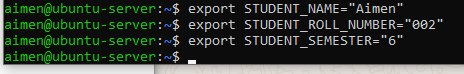 aimen@ubuntu-server:~$ export STUDENT_NAME="Aimen"
aimen@ubuntu-server:~$ export STUDENT_ROLL_NUMBER="002"
aimen@ubuntu-server:~$ export STUDENT_SEMESTER="6"
aimen@ubuntu-server:~$